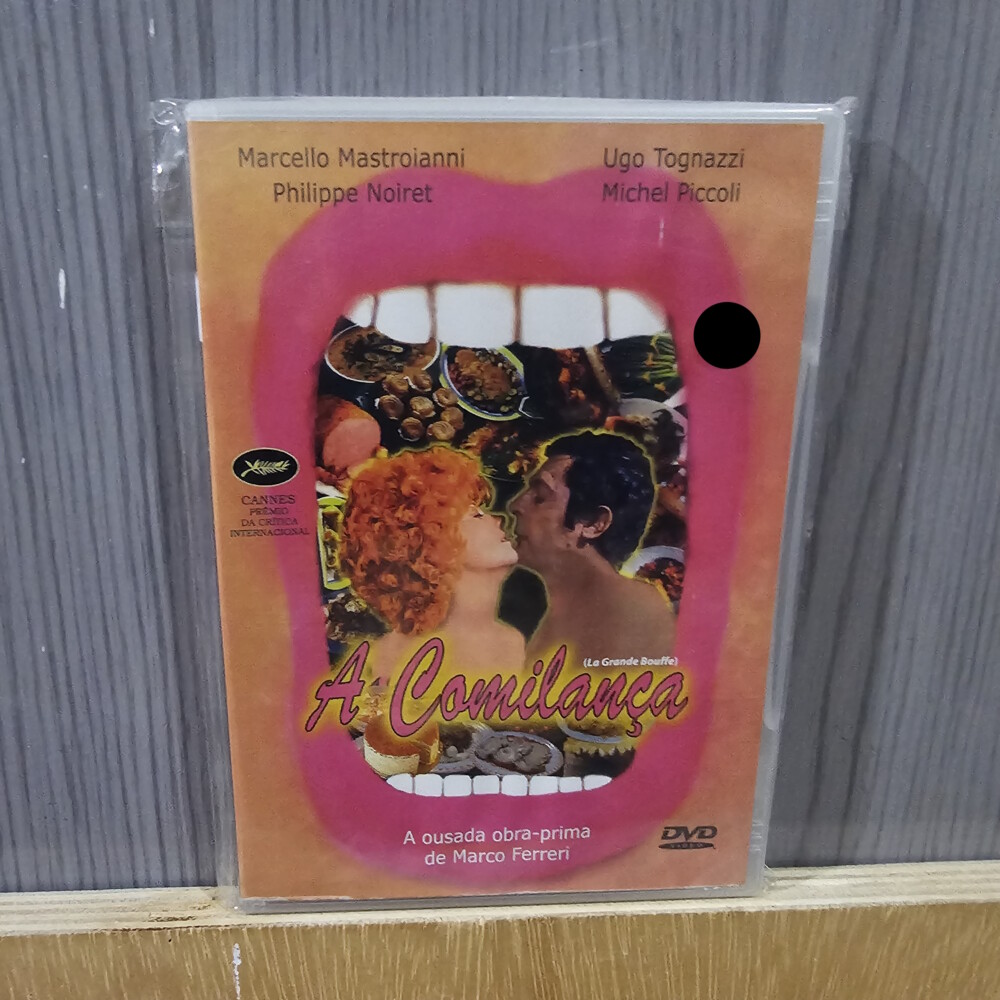 Marcello Mastroianni
Philippe Noiret
Ugo Tognazzi
Michel Piccoli
CANNES
PRÊMIO
DA CRÍTICA
INTERNACIONAL
(La Grande Bouffe)
A Comilança
A ousada obra-prima
de Marco Ferreri
DVD
VIDEO